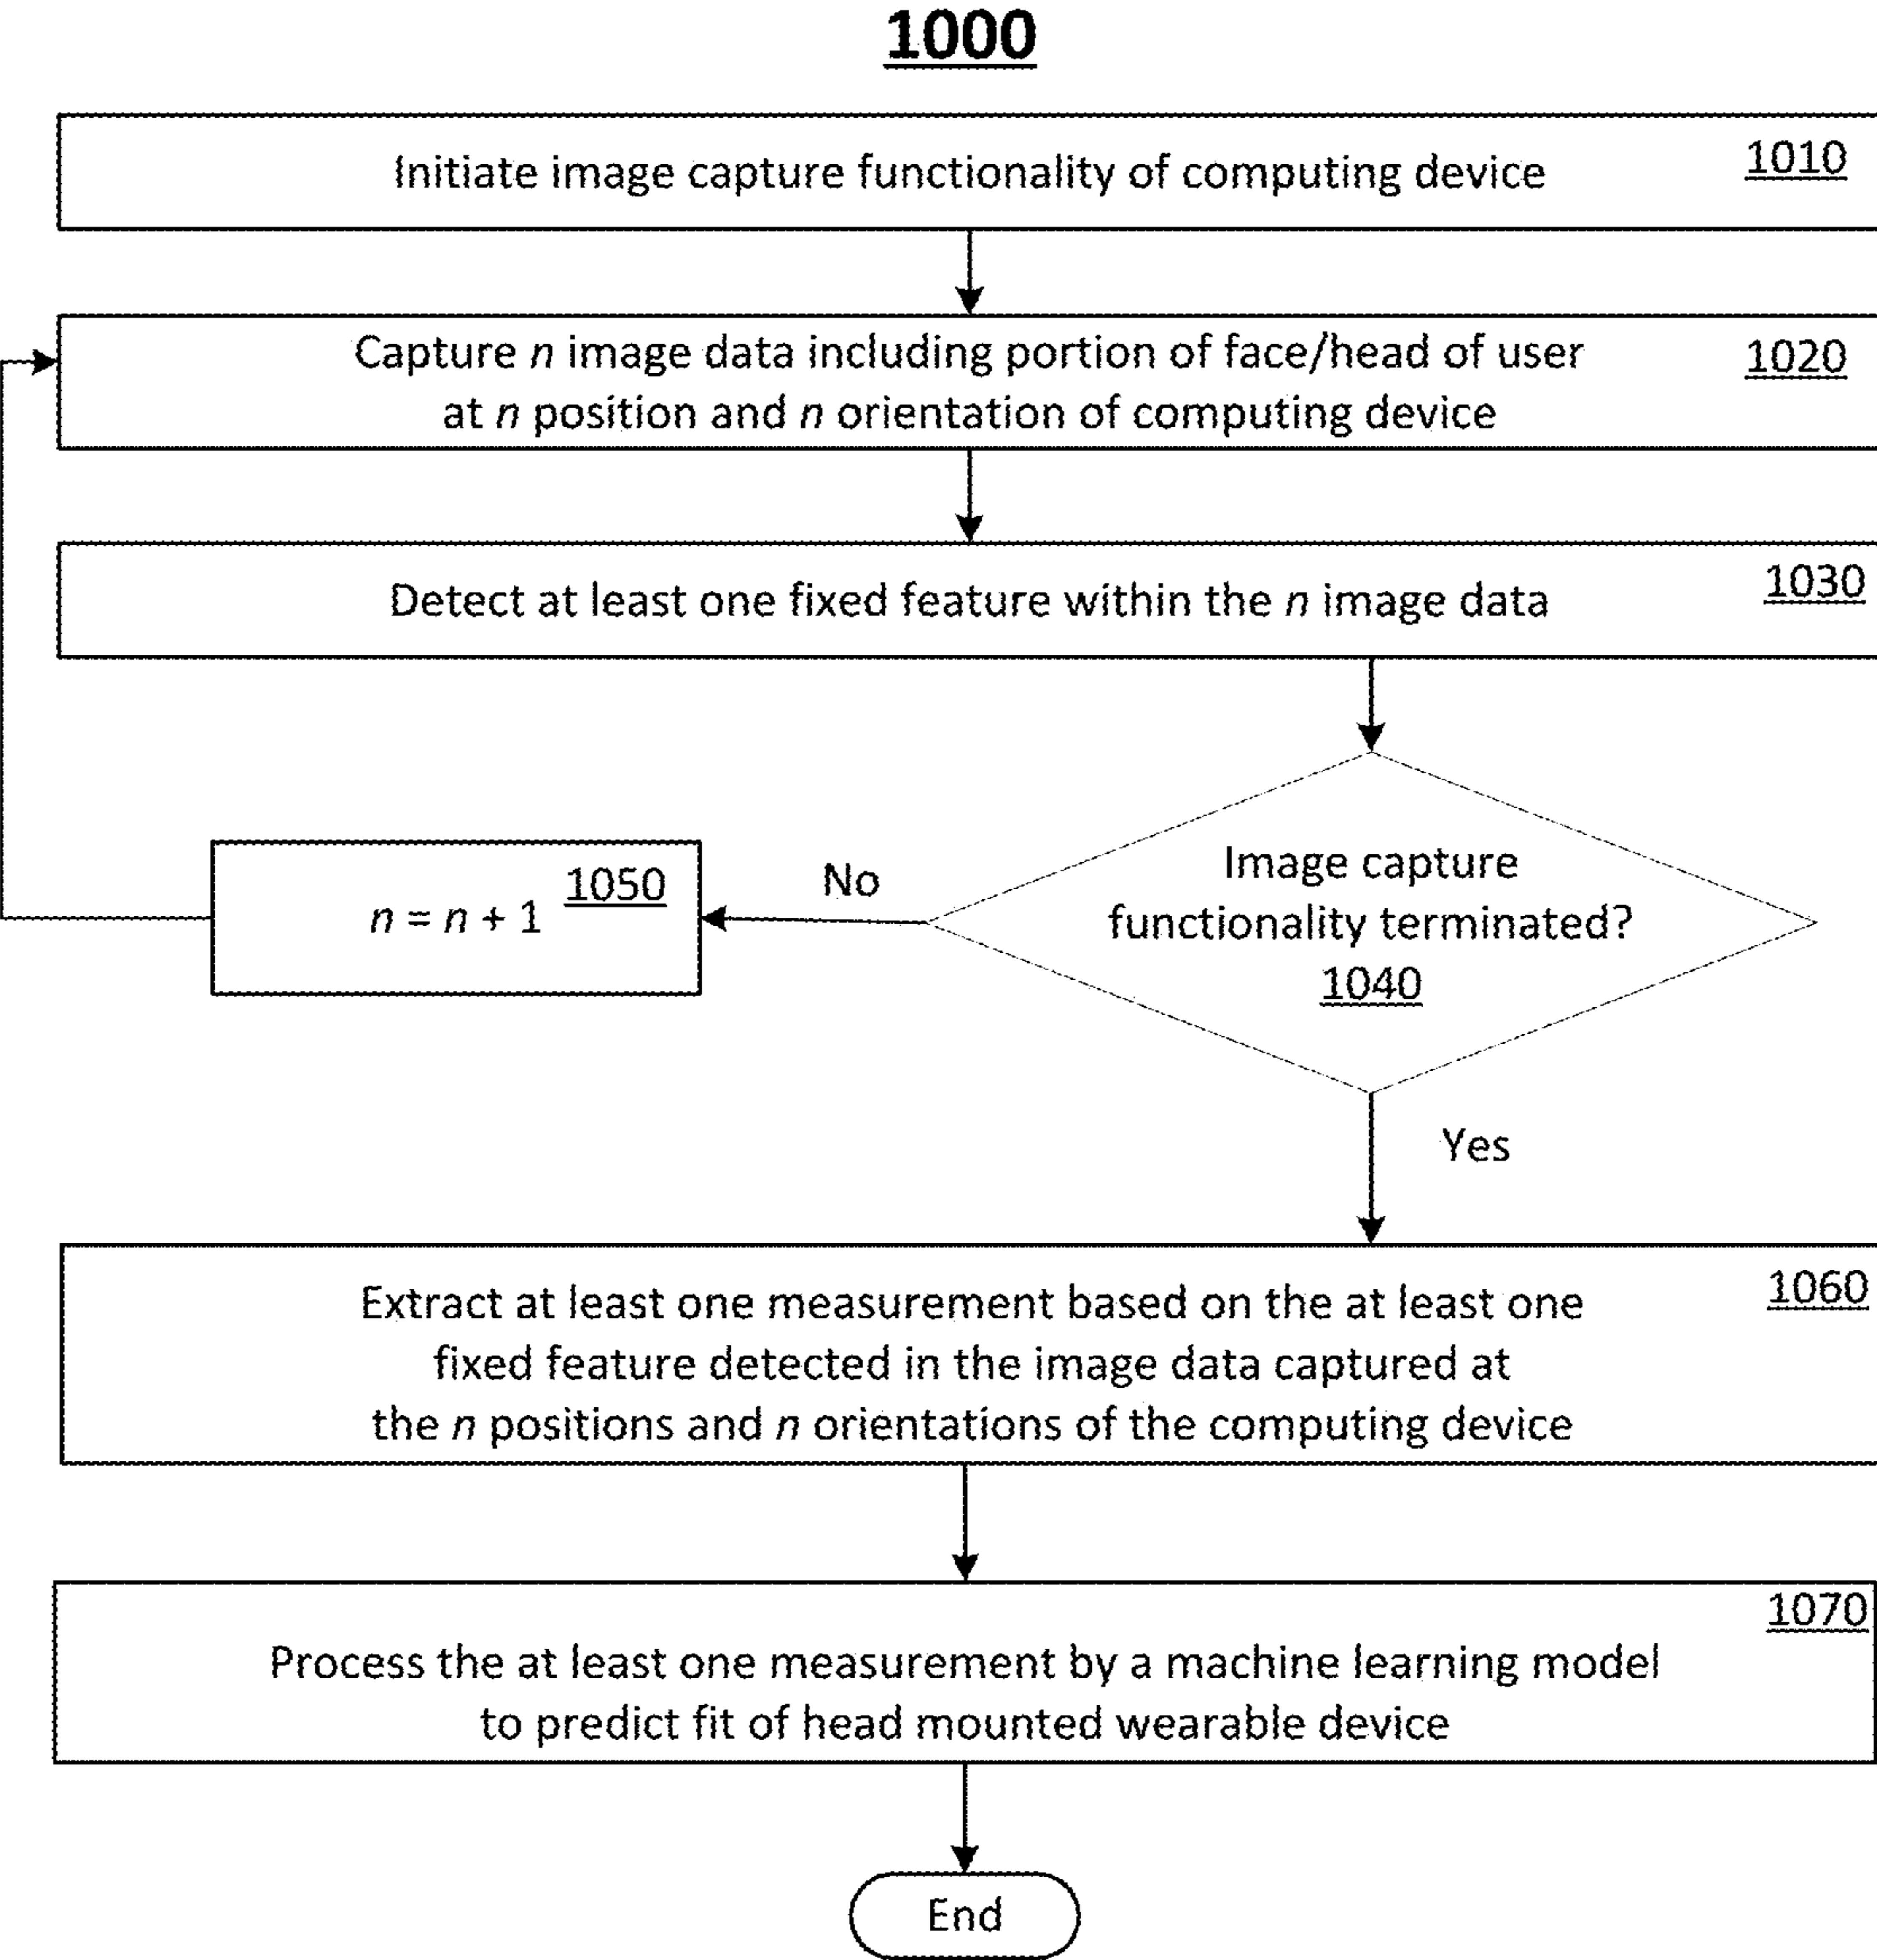 1000
Initiate image capture functionality of computing device
1010
Capture n image data including portion of face/head of user
at n position and n orientation of computing device
1020
Detect at least one fixed feature within the n image data
1030
Image capture
functionality terminated?
1040
No
n = n + 1
1050
Yes
Extract at least one measurement based on the at least one
fixed feature detected in the image data captured at
the n positions and n orientations of the computing device
1060
Process the at least one measurement by a machine learning model
to predict fit of head mounted wearable device
1070
End